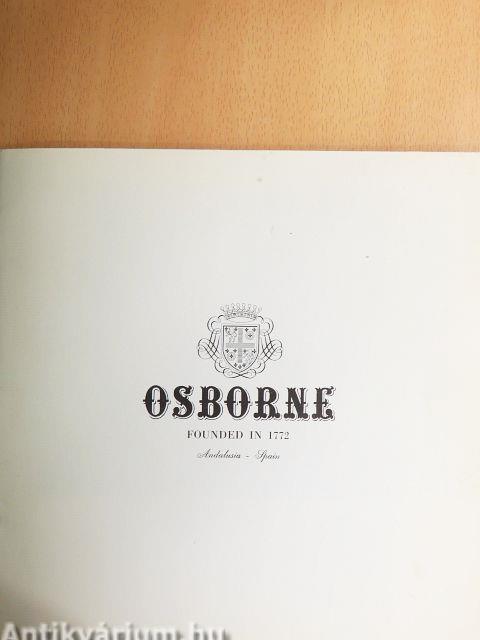 OSBORNE
FOUNDED IN 1772
Andalusia - Spain
Antikvárium.hu